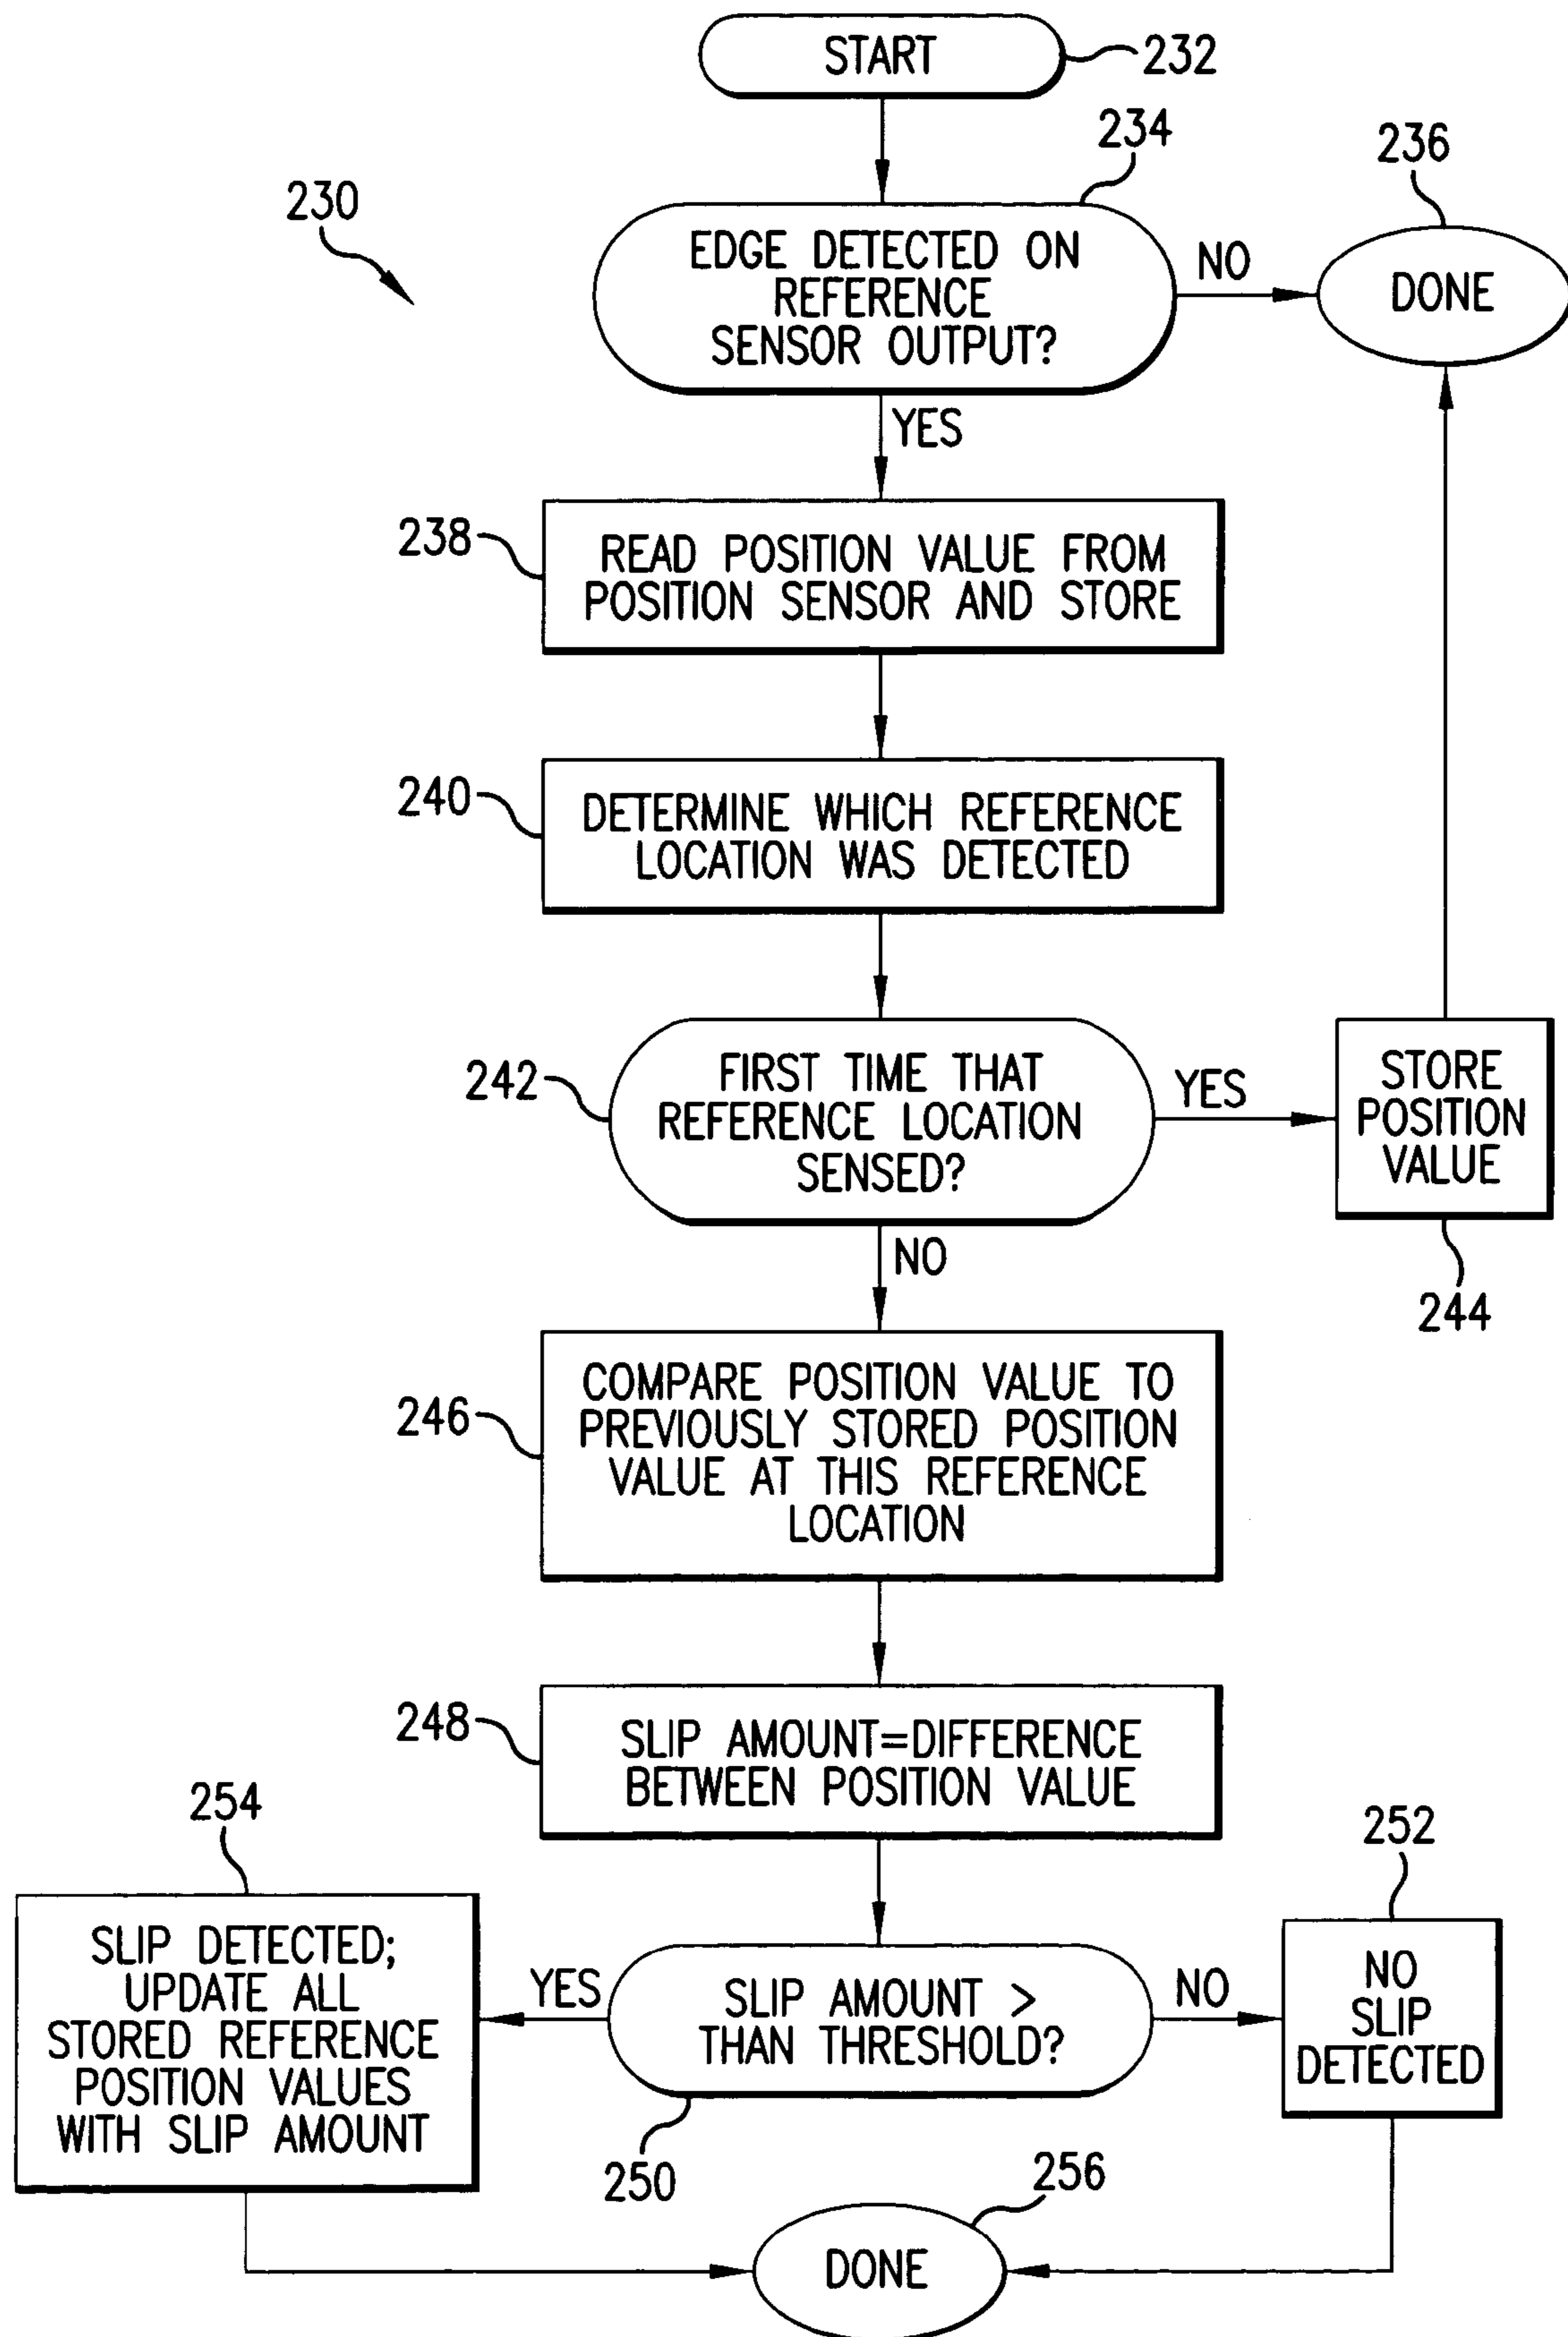 START
232
234
236
230
EDGE DETECTED ON
REFERENCE
SENSOR OUTPUT?
NO
DONE
YES
238
READ POSITION VALUE FROM
POSITION SENSOR AND STORE
240
DETERMINE WHICH REFERENCE
LOCATION WAS DETECTED
242
FIRST TIME THAT
REFERENCE LOCATION
SENSED?
YES
STORE
POSITION
VALUE
244
NO
246
COMPARE POSITION VALUE TO
PREVIOUSLY STORED POSITION
VALUE AT THIS REFERENCE
LOCATION
248
SLIP AMOUNT=DIFFERENCE
BETWEEN POSITION VALUE
254
252
SLIP DETECTED;
UPDATE ALL
STORED REFERENCE
POSITION VALUES
WITH SLIP AMOUNT
YES
SLIP AMOUNT >
THAN THRESHOLD?
NO
NO
SLIP
DETECTED
250
256
DONE